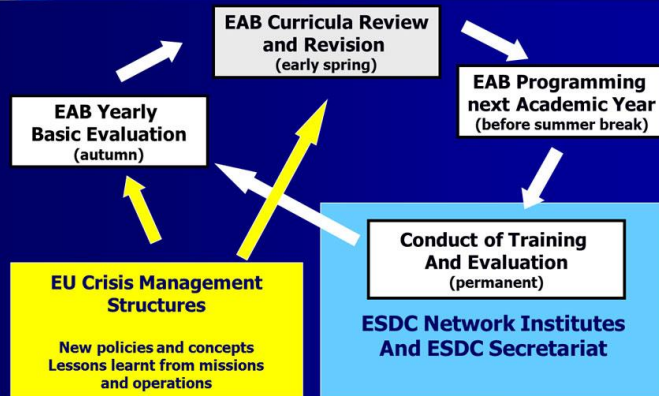 EAB Curricula Review
and Revision
(early spring)
EAB Programming
next Academic Year
(before summer break)
EAB Yearly
Basic Evaluation
(autumn)
Conduct of Training
And Evaluation
(permanent)
EU Crisis Management
Structures
New policies and concepts
Lessons learnt from missions
and operations
ESDC Network Institutes
And ESDC Secretariat